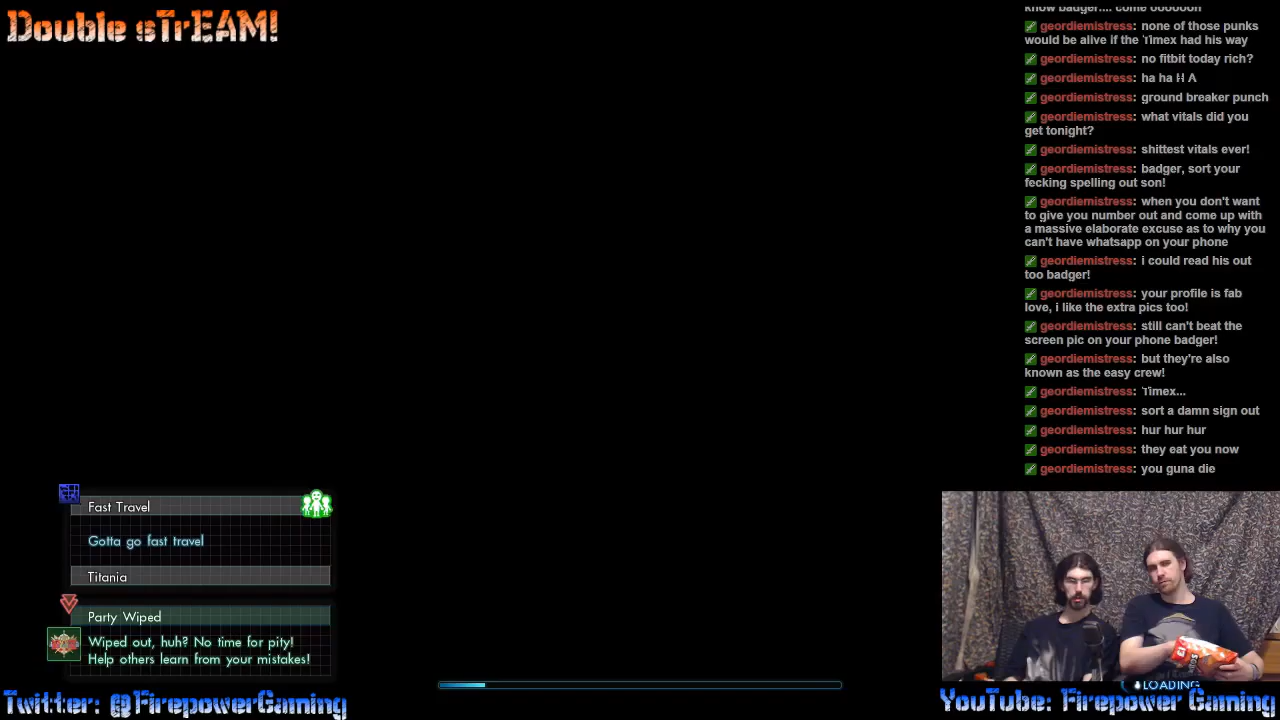 Double sTrEAM!
know badger.... come oooooon
geordiemistress: none of those punks
would be alive if the Timex had his way
geordiemistress: no fitbit today rich?
geordiemistress: ha ha H A
geordiemistress: ground breaker punch
geordiemistress: what vitals did you
get tonight?
geordiemistress: shittest vitals ever!
geordiemistress: badger, sort your
fecking spelling out son!
geordiemistress: when you don't want
to give you number out and come up with
a massive elaborate excuse as to why you
can't have whatsapp on your phone
geordiemistress: i could read his out
too badger!
geordiemistress: your profile is fab
love, i like the extra pics too!
geordiemistress: still can't beat the
screen pic on your phone badger!
geordiemistress: but they're also
known as the easy crew!
geordiemistress: Timex...
geordiemistress: sort a damn sign out
geordiemistress: hur hur hur
geordiemistress: they eat you now
geordiemistress: you guna die
Fast Travel
Gotta go fast travel
Titania
Party Wiped
Wiped out, huh? No time for pity!
Help others learn from your mistakes!
LOADING
Twitter: @FirepowerGaming
YouTube: Firepower Gaming